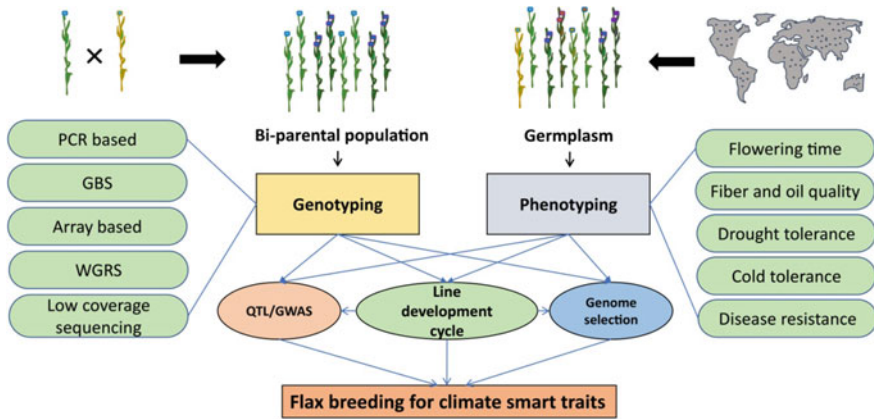 ×
Bi-parental population
Germplasm
PCR based
GBS
Array based
WGRS
Low coverage
sequencing
Genotyping
Phenotyping
Flowering time
Fiber and oil quality
Drought tolerance
Cold tolerance
Disease resistance
QTL/GWAS
Line
development
cycle
Genome
selection
Flax breeding for climate smart traits